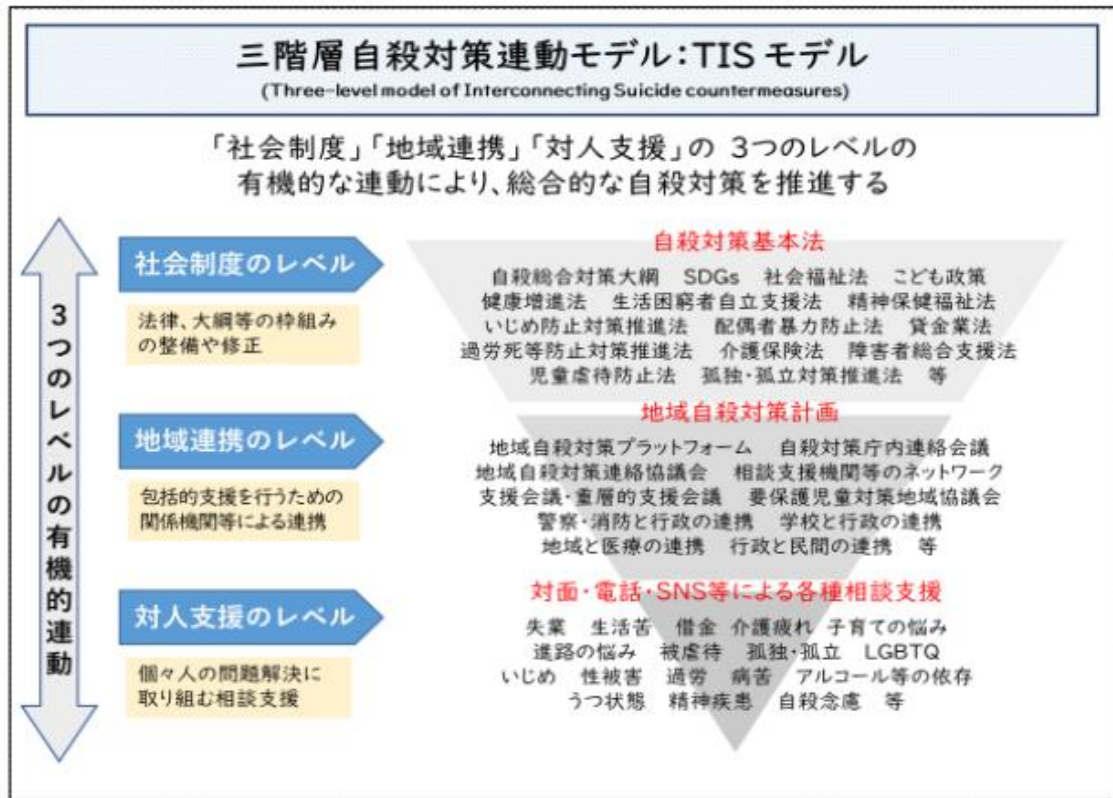 三階層自殺対策連動モデル:TISモデル
(Three-level model of Interconnecting Suicide countermeasures)
「社会制度」「地域連携」「対人支援」の 3つのレベルの
有機的な連動により、総合的な自殺対策を推進する
3つのレベルの有機的連動
社会制度のレベル
法律、大綱等の枠組み
の整備や修正
自殺対策基本法
自殺総合対策大綱 SDGs 社会福祉法 こども政策
健康増進法 生活困窮者自立支援法 精神保健福祉法
いじめ防止対策推進法 配偶者暴力防止法 貸金業法
過労死等防止対策推進法 介護保険法 障害者総合支援法
児童虐待防止法 孤独・孤立対策推進法 等
地域連携のレベル
包括的支援を行うための
関係機関等による連携
地域自殺対策計画
地域自殺対策プラットフォーム 自殺対策庁内連絡会議
地域自殺対策連絡協議会 相談支援機関等のネットワーク
支援会議・重層的支援会議 要保護児童対策地域協議会
警察・消防と行政の連携 学校と行政の連携
地域と医療の連携 行政と民間の連携 等
対人支援のレベル
個々人の問題解決に
取り組む相談支援
対面・電話・SNS等による各種相談支援
失業 生活苦 借金 介護疲れ 子育ての悩み
進路の悩み 被虐待 孤独・孤立 LGBTQ
いじめ 性被害 過労 病苦 アルコール等の依存
うつ状態 精神疾患 自殺念慮 等